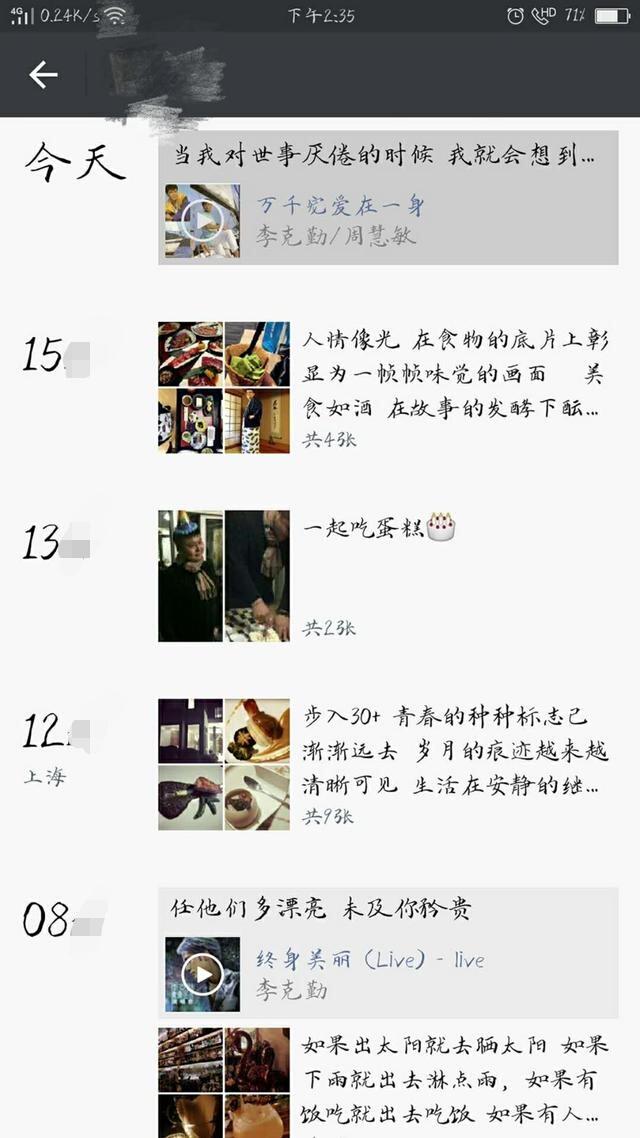 4G 0.24K/s 下午2:35 HD 71%
今天
当我对世事厌倦的时候 我就会想到...
万千宠爱在一身
李克勤/周慧敏
15
人情像光 在食物的底片上彰
显为一帧帧味觉的画面 美
食如酒 在故事的发酵下酝...
共4张
13
一起吃蛋糕🎂
共2张
12
上海
步入30+ 青春的种种标志已
渐渐远去 岁月的痕迹越来越
清晰可见 生活在安静的继...
共9张
08
任他们多漂亮 未及你矜贵
终身美丽 (Live) - live
李克勤
如果出太阳就去晒太阳 如果
下雨就出去淋点雨, 如果有
饭吃就出去吃饭 如果有人...